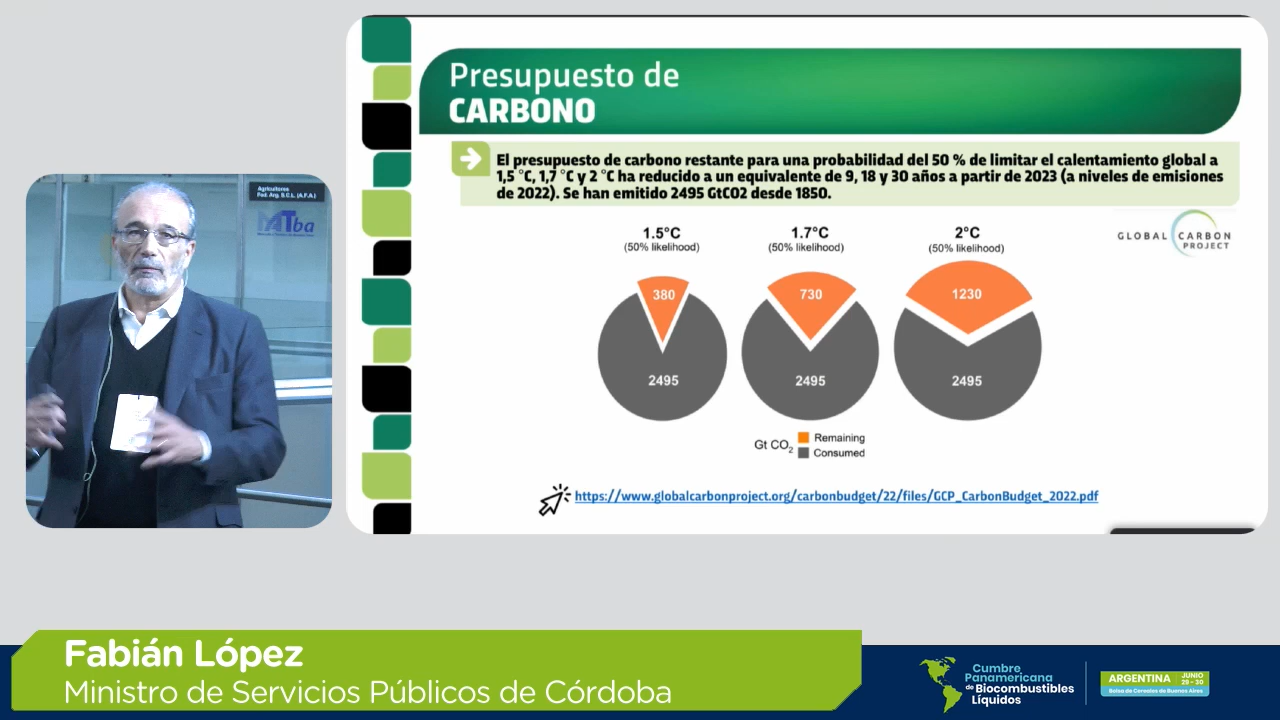 Presupuesto de
CARBONO
El presupuesto de carbono restante para una probabilidad del 50 % de limitar el calentamiento global a
1,5 °C, 1,7 °C y 2 °C ha reducido a un equivalente de 9, 18 y 30 años a partir de 2023 (a niveles de emisiones
de 2022). Se han emitido 2495 GtCO2 desde 1850.
GLOBAL CARBON
PROJECT
1.5°C
(50% likelihood)
380
2495
1.7°C
(50% likelihood)
730
2495
2°C
(50% likelihood)
1230
2495
Gt CO2
Remaining
Consumed
https://www.globalcarbonproject.org/carbonbudget/22/files/GCP_CarbonBudget_2022.pdf
Agricultores
Fed. Arg. S.C.L. (A.F.A)
MATba
Fabián López
Ministro de Servicios Públicos de Córdoba
Cumbre
Panamericana
de Biocombustibles
Líquidos
ARGENTINA
JUNIO
29 - 30
Bolsa de Cereales de Buenos Aires